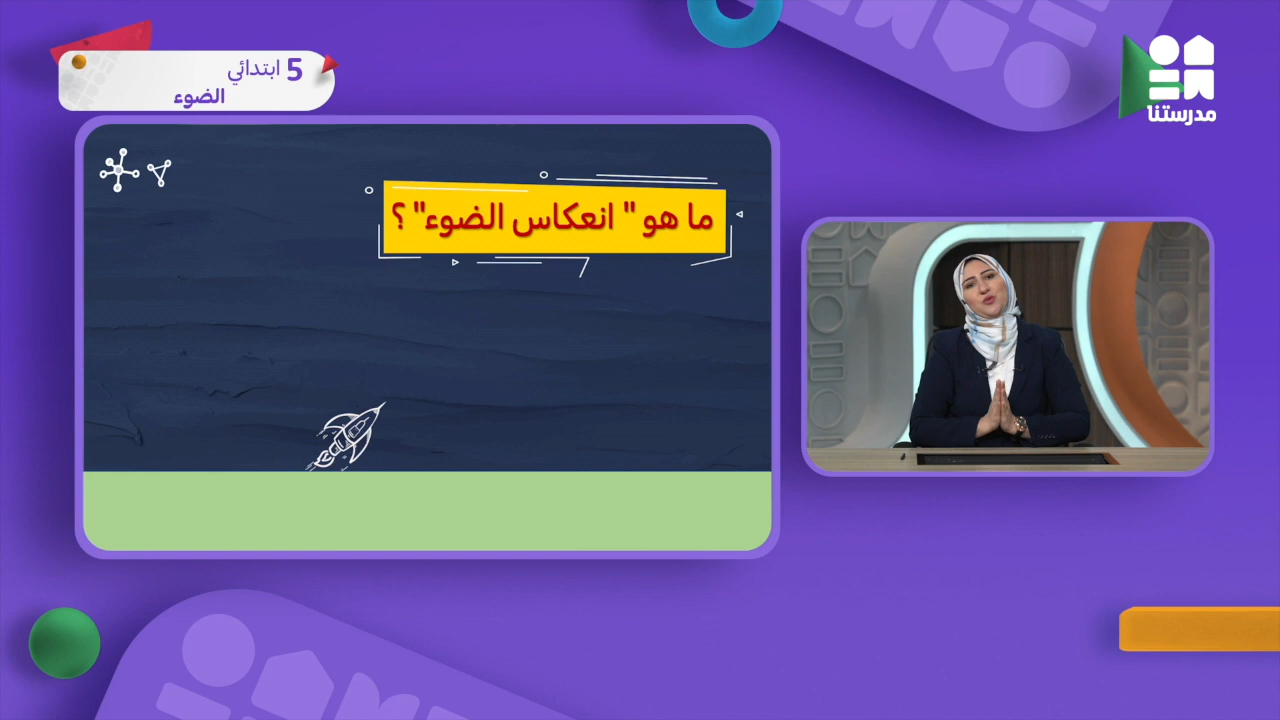 5 ابتدائي
الضوء
مدرستنا
ما هو " انعكاس الضوء" ؟